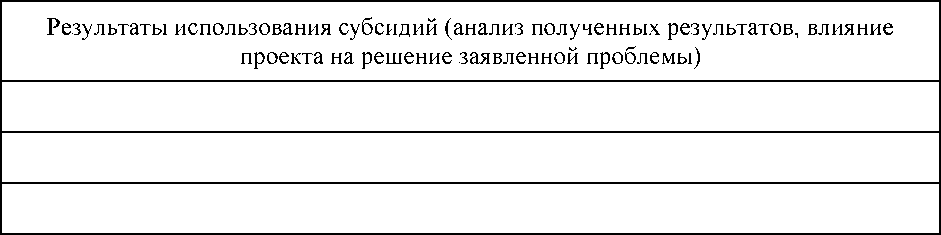 Результаты использования субсидий (анализ полученных результатов, влияние
проекта на решение заявленной проблемы)